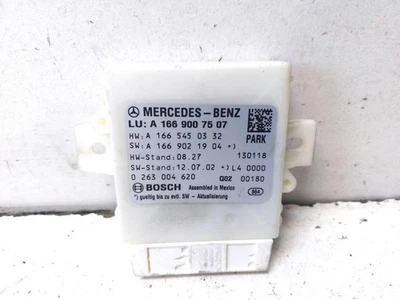 MERCEDES-BENZ
LU: A 166 900 75 07
HW: A 166 545 03 32 PARK
SW: A 166 902 19 04 *)
HW-Stand: 08.27 130118
SW-Stand: 12.07.02 *) L4 0000
0 263 004 620 Q02 00180
BOSCH Assembled in Mexico 984
*) gueltig bis zu evtl. SW - Aktualisierung